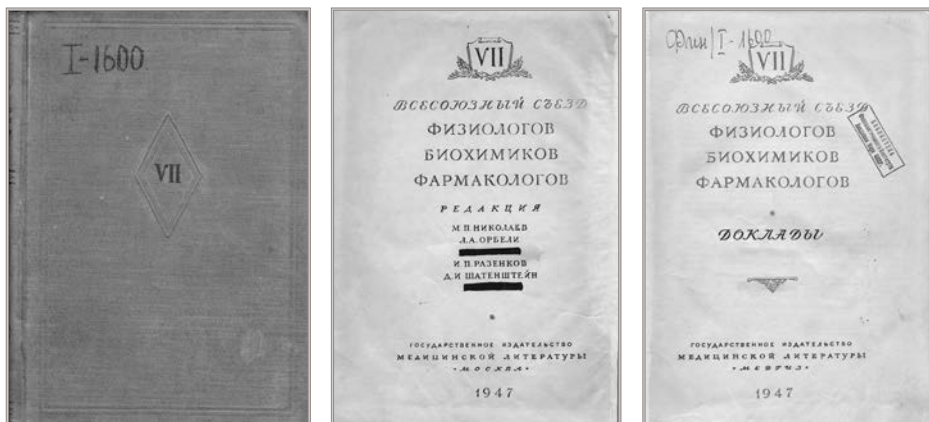 I-1600
VII
VII
ВСЕСОЮЗНЫЙ СЪЕЗД
ФИЗИОЛОГОВ
БИОХИМИКОВ
ФАРМАКОЛОГОВ
РЕДАКЦИЯ
М.П. НИКОЛАЕВ
Л.А. ОРБЕЛИ
И.П. РАЗЕНКОВ
Д.И. ШАТЕНШТЕЙН
ГОСУДАРСТВЕННОЕ ИЗДАТЕЛЬСТВО
МЕДИЦИНСКОЙ ЛИТЕРАТУРЫ
• МОСКВА •
1947
I-1600
VII
ВСЕСОЮЗНЫЙ СЪЕЗД
ФИЗИОЛОГОВ
БИОХИМИКОВ
ФАРМАКОЛОГОВ
ДОКЛАДЫ
ГОСУДАРСТВЕННОЕ ИЗДАТЕЛЬСТВО
МЕДИЦИНСКОЙ ЛИТЕРАТУРЫ
• МЕДГИЗ •
1947